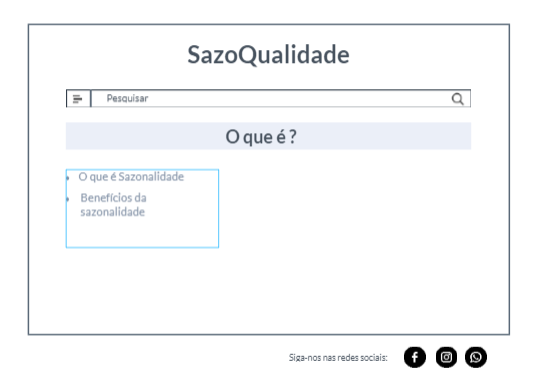 SazoQualidade
Pesquisar
O que é ?
O que é Sazonalidade
Benefícios da
sazonalidade
Siga-nos nas redes sociais: